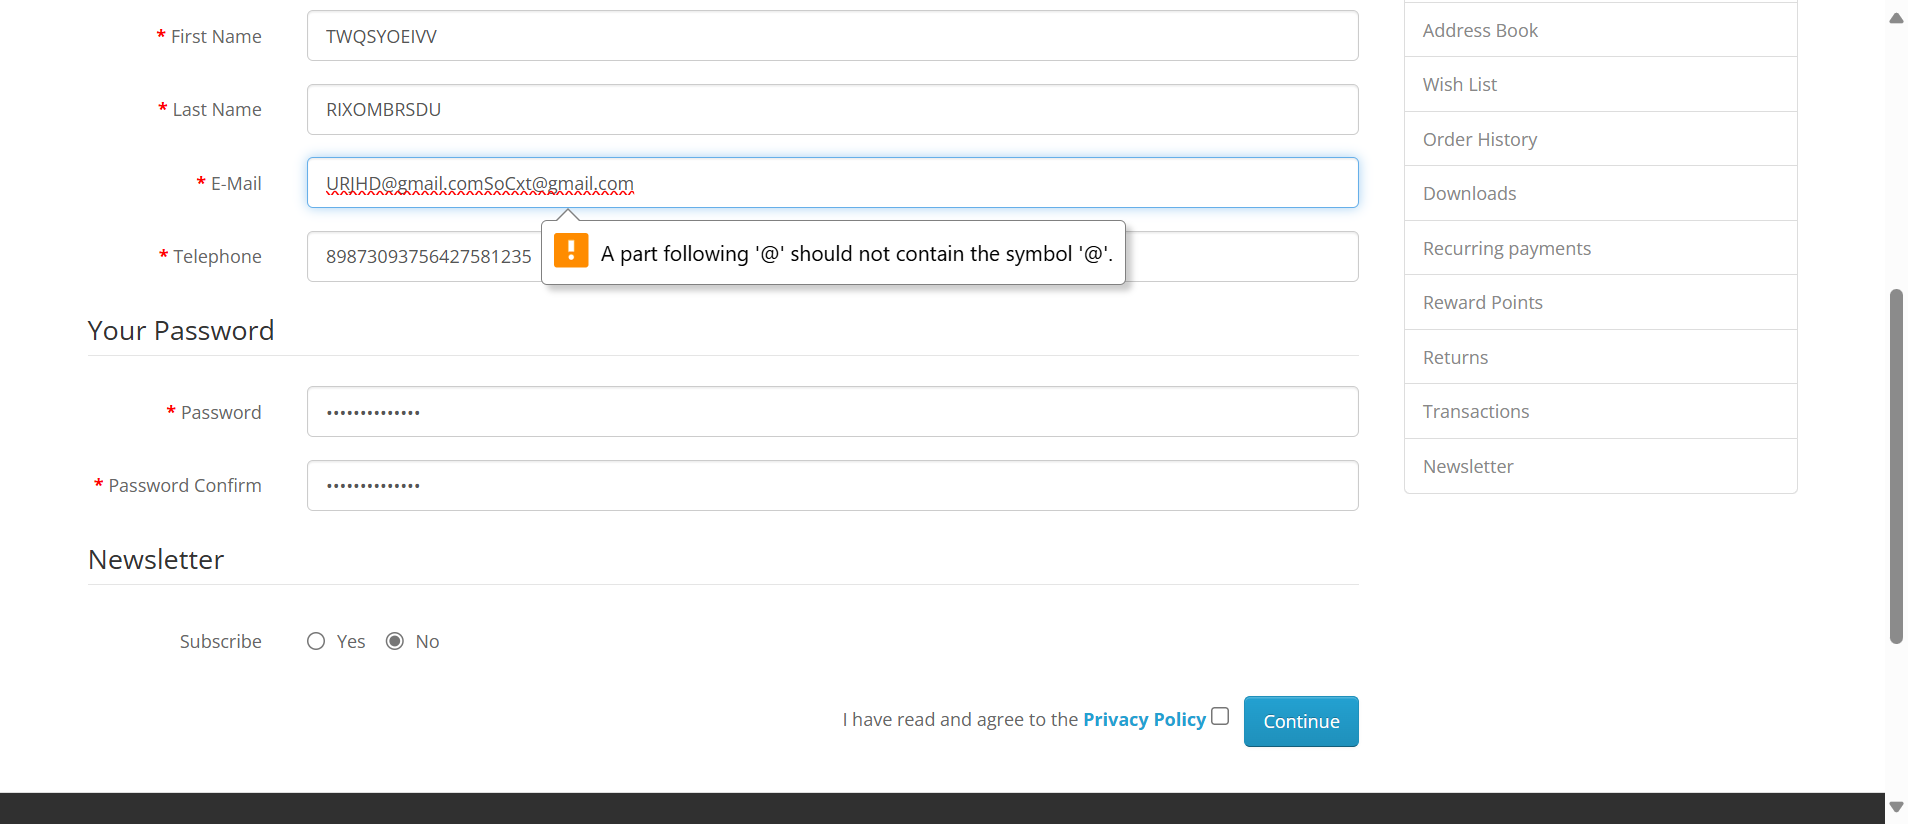 * First Name
TWQSYOEIVV
* Last Name
RIXOMBRSDU
* E-Mail
URJHD@gmail.comSoCxt@gmail.com
* Telephone
89873093756427581235
A part following '@' should not contain the symbol '@'.
Your Password
* Password
••••••••••••••
* Password Confirm
••••••••••••••
Newsletter
Subscribe
Yes
No
I have read and agree to the Privacy Policy
Continue
Address Book
Wish List
Order History
Downloads
Recurring payments
Reward Points
Returns
Transactions
Newsletter